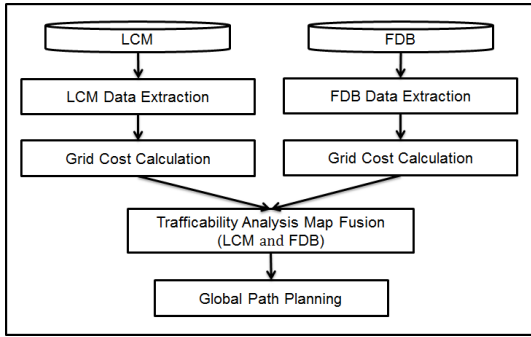 LCM
FDB
LCM Data Extraction
FDB Data Extraction
Grid Cost Calculation
Grid Cost Calculation
Trafficability Analysis Map Fusion
(LCM and FDB)
Global Path Planning